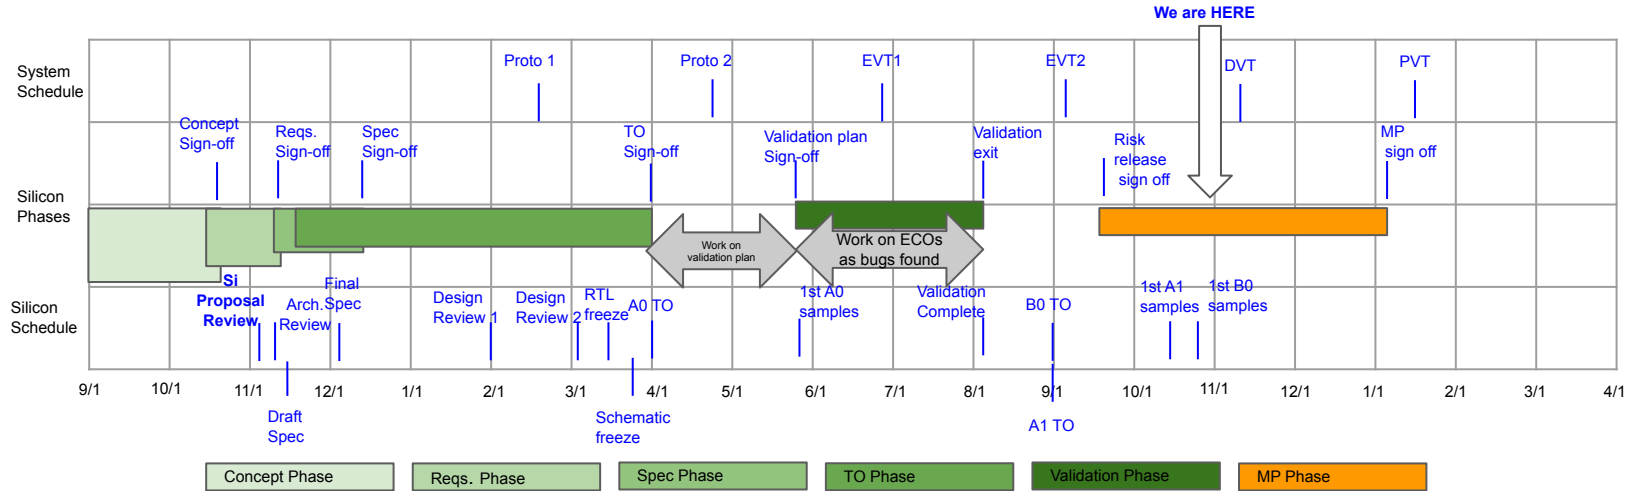 We are HERE
System
Schedule
Proto 1
Proto 2
EVT1
EVT2
DVT
PVT
Concept
Sign-off
Reqs.
Sign-off
Spec
Sign-off
TO
Sign-off
Validation plan
Sign-off
Validation
exit
Risk
release
sign off
MP
sign off
Silicon
Phases
Work on
validation plan
Work on ECOs
as bugs found
Silicon
Schedule
Si
Proposal
Review
Arch.
Review
Final
Spec
Design
Review 1
Design
Review 2
RTL
freeze
A0 TO
1st A0
samples
Validation
Complete
B0 TO
1st A1
samples
1st B0
samples
9/1
10/1
11/1
12/1
1/1
2/1
3/1
4/1
5/1
6/1
7/1
8/1
9/1
10/1
11/1
12/1
1/1
2/1
3/1
4/1
Draft
Spec
Schematic
freeze
A1 TO
Concept Phase
Reqs. Phase
Spec Phase
TO Phase
Validation Phase
MP Phase